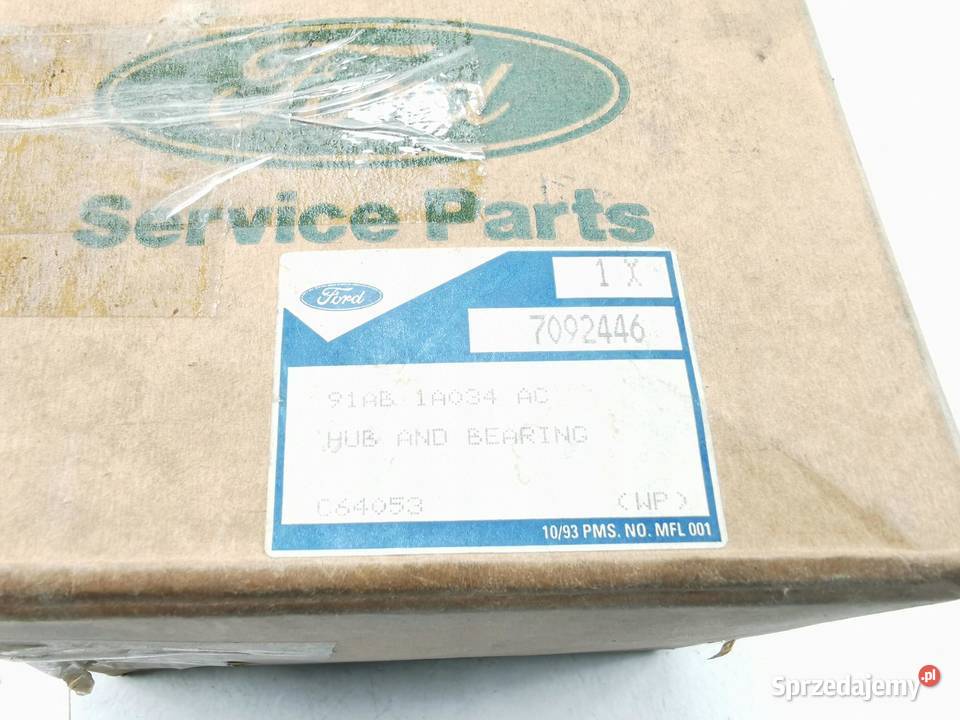 Ford
Service Parts
Ford
1 X
7092446
91AB 1A034 AC
HUB AND BEARING
C64053 (WP)
10/93 PMS. NO. MFL 001
Sprzedajemy.pl